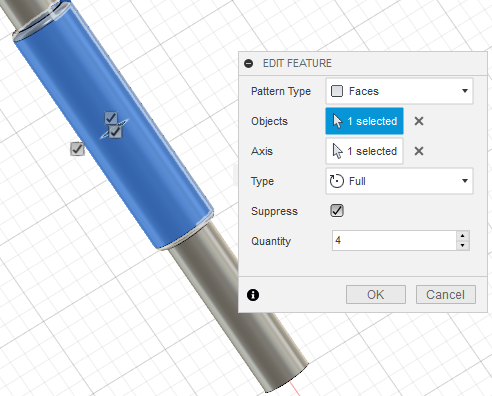 EDIT FEATURE
Pattern Type Faces
Objects 1 selected
Axis 1 selected
Type Full
Suppress
Quantity 4
OK Cancel